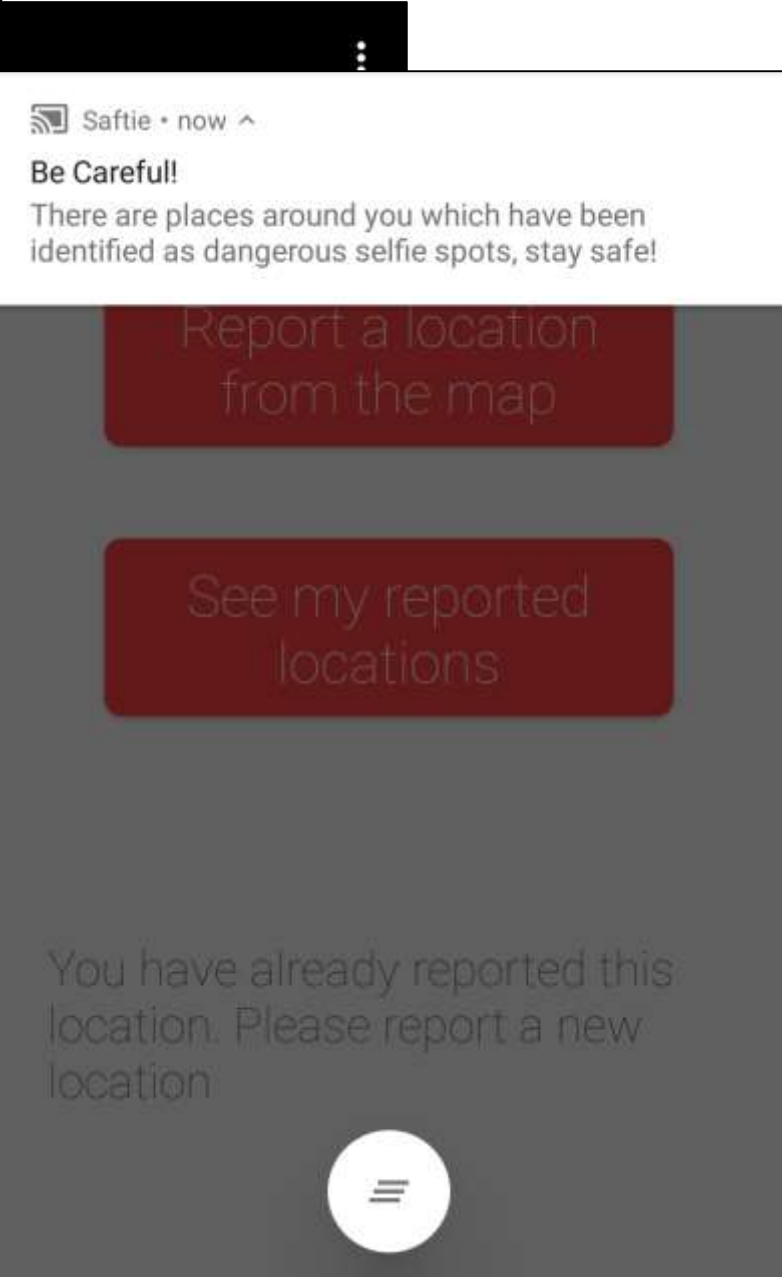 Saftie • now
Be Careful!
There are places around you which have been
identified as dangerous selfie spots, stay safe!
Report a location
from the map
See my reported
locations
You have already reported this
location. Please report a new
location